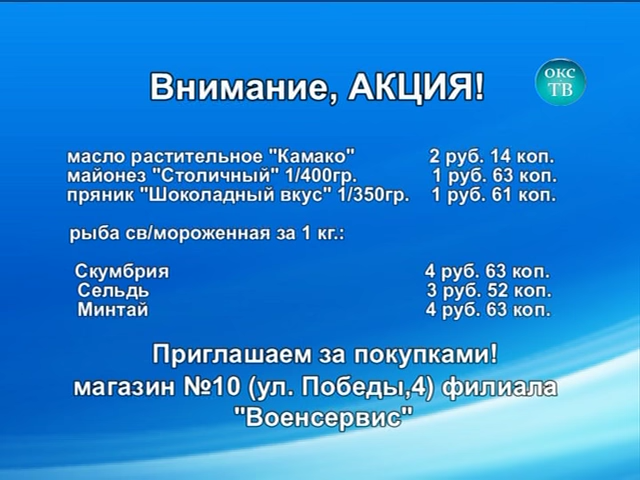 Внимание, АКЦИЯ!
ОКС
ТВ
масло растительное "Камако" 2 руб. 14 коп.
майонез "Столичный" 1/400гр. 1 руб. 63 коп.
пряник "Шоколадный вкус" 1/350гр. 1 руб. 61 коп.
рыба св/мороженная за 1 кг.:
Скумбрия 4 руб. 63 коп.
Сельдь 3 руб. 52 коп.
Минтай 4 руб. 63 коп.
Приглашаем за покупками!
магазин №10 (ул. Победы,4) филиала
"Военсервис"